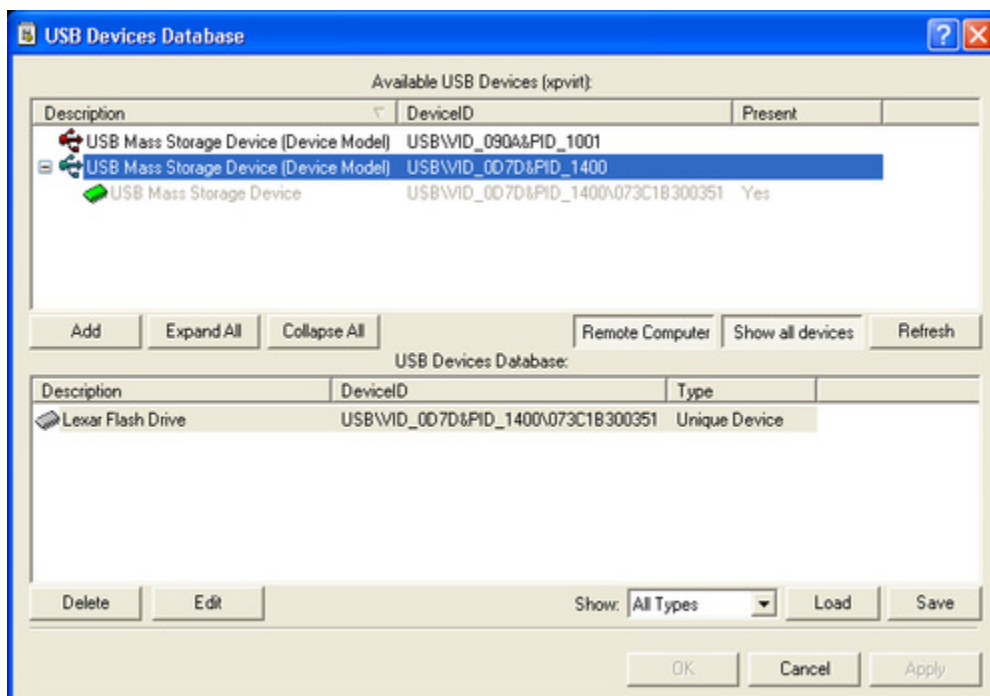 USB Devices Database
Available USB Devices (xpvirt):
Description DeviceID Present
USB Mass Storage Device (Device Model) USB\VID_090A&PID_1001
USB Mass Storage Device (Device Model) USB\VID_0D7D&PID_1400
USB Mass Storage Device USB\VID_0D7D&PID_1400\073C1B300351 Yes
Add Expand All Collapse All Remote Computer Show all devices Refresh
USB Devices Database:
Description DeviceID Type
Lexar Flash Drive USB\VID_0D7D&PID_1400\073C1B300351 Unique Device
Delete Edit Show: All Types Load Save
OK Cancel Apply